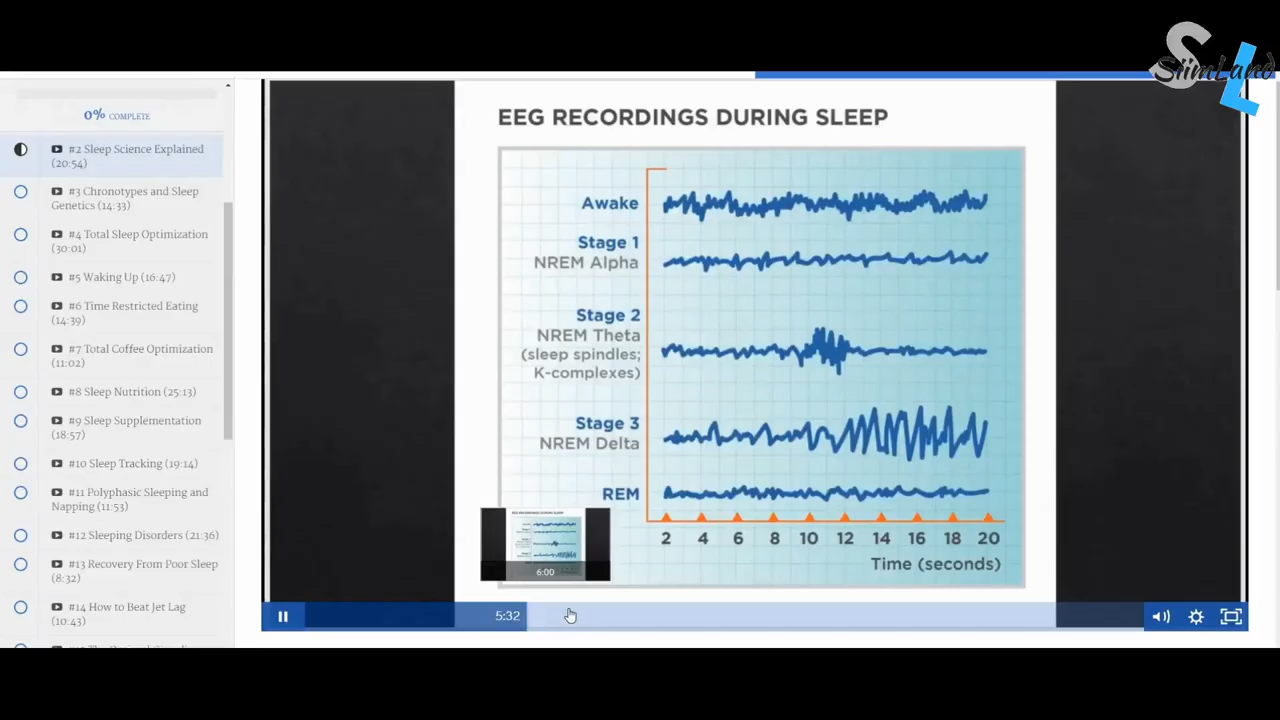 SiimLand
0% COMPLETE
#2 Sleep Science Explained
(20:54)
#3 Chronotypes and Sleep
Genetics (14:33)
#4 Total Sleep Optimization
(30:01)
#5 Waking Up (16:47)
#6 Time Restricted Eating
(14:39)
#7 Total Coffee Optimization
(11:02)
#8 Sleep Nutrition (25:13)
#9 Sleep Supplementation
(18:57)
#10 Sleep Tracking (19:14)
#11 Polyphasic Sleeping and
Napping (11:53)
#12 Sleeping Disorders (21:36)
#13 Recovery From Poor Sleep
(8:32)
#14 How to Beat Jet Lag
(10:43)
EEG RECORDINGS DURING SLEEP
Awake
Stage 1
NREM Alpha
Stage 2
NREM Theta
(sleep spindles;
K-complexes)
Stage 3
NREM Delta
REM
2 4 6 8 10 12 14 16 18 20
Time (seconds)
EEG RECORDINGS DURING SLEEP
6:00
5:32